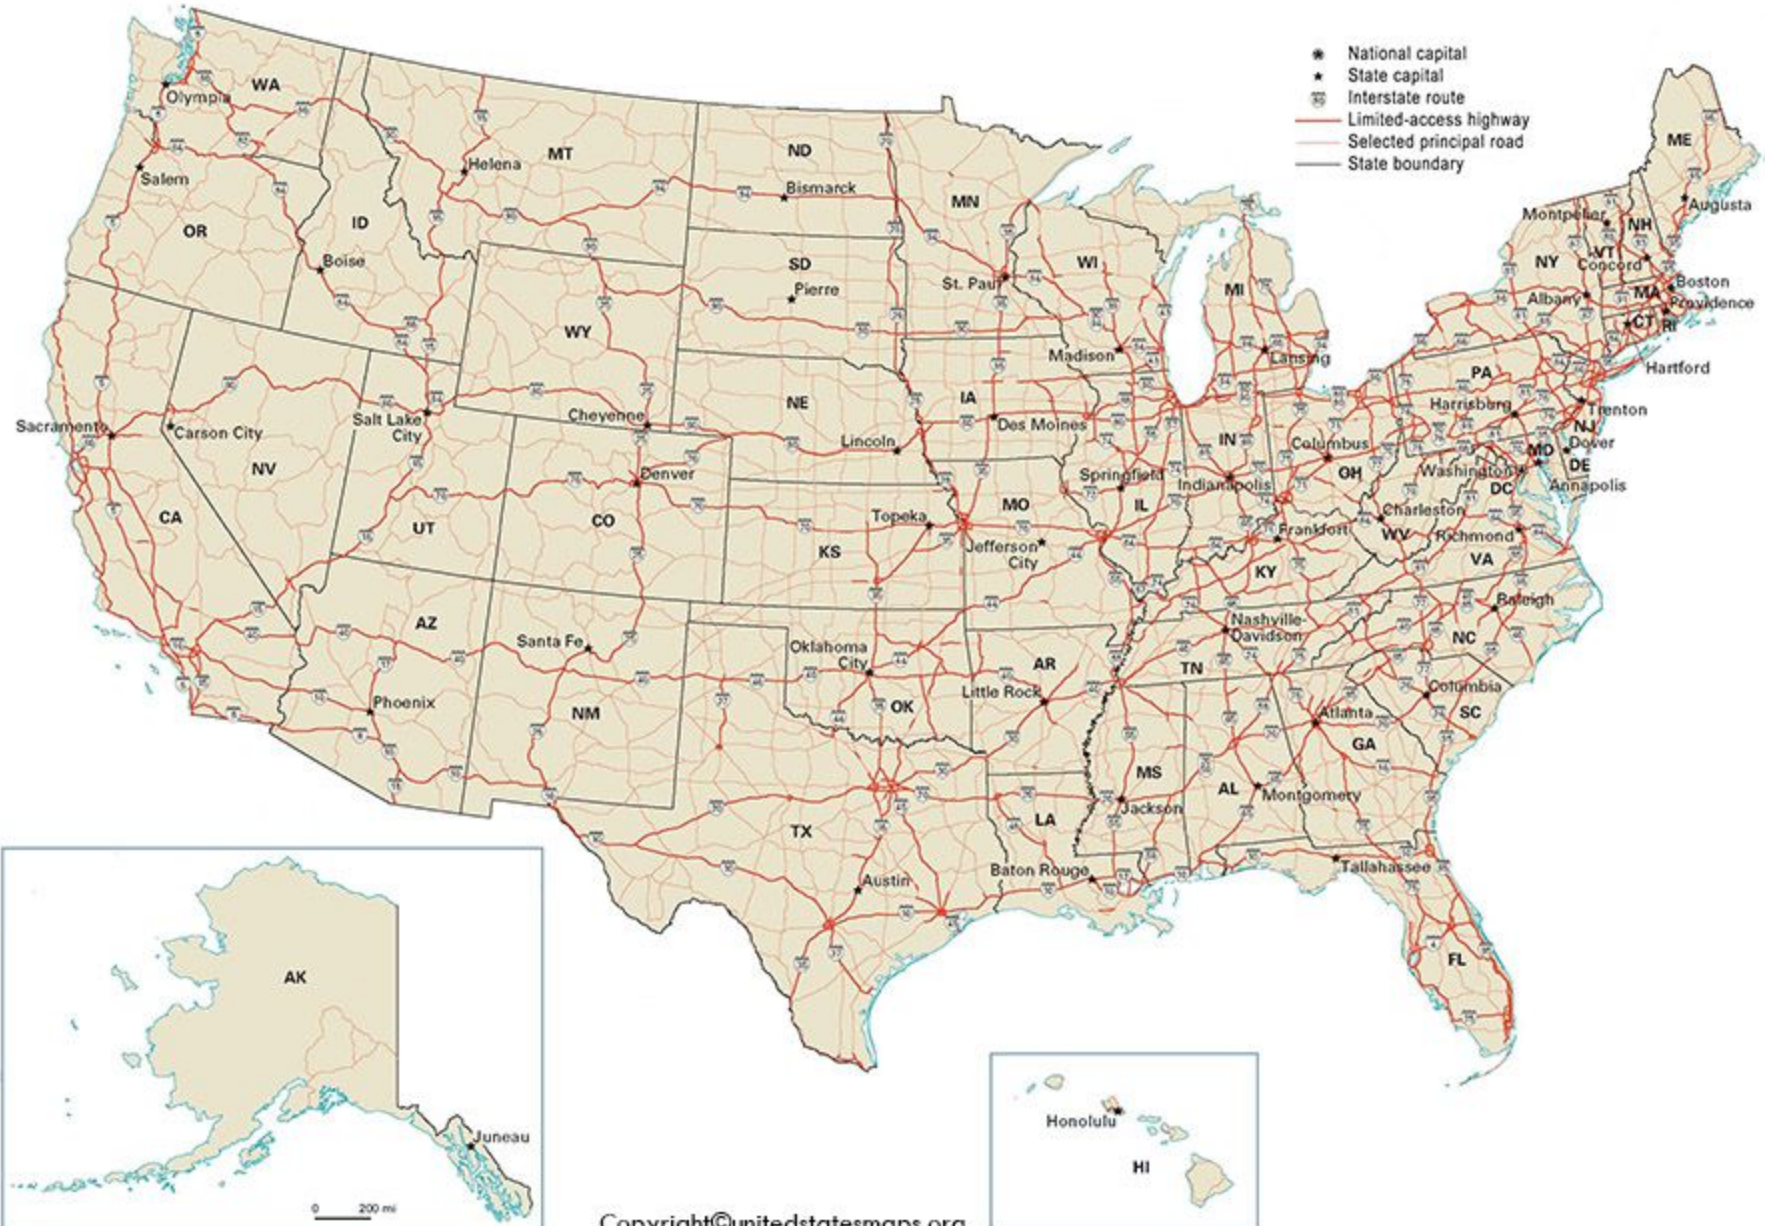 National capital
State capital
Interstate route
Limited-access highway
Selected principal road
State boundary
WA
Olympia
Salem
OR
ID
Boise
MT
Helena
ND
Bismarck
MN
St. Paul
SD
Pierre
WY
Cheyenne
WI
Madison
MI
Lansing
ME
Augusta
Montpelier
NH
VT
Concord
NY
Albany
Boston
MA
Providence
CT
RI
Hartford
PA
Harrisburg
Trenton
NJ
Dover
MD
DE
Washington
DC
Annapolis
Sacramento
Carson City
NV
CA
Salt Lake
City
UT
Denver
CO
NE
Lincoln
IA
Des Moines
IL
Springfield
IN
Indianapolis
Columbus
OH
Charleston
WV
Richmond
VA
Frankfort
KY
Topeka
KS
MO
Jefferson
City
AZ
Phoenix
Santa Fe
NM
Oklahoma
City
OK
AR
Little Rock
Nashville-
Davidson
TN
Raleigh
NC
Columbia
SC
Atlanta
GA
MS
Jackson
AL
Montgomery
LA
Baton Rouge
TX
Austin
Tallahassee
FL
AK
Juneau
0 200 mi
Honolulu
HI
Copyright©unitedstatesmaps.org